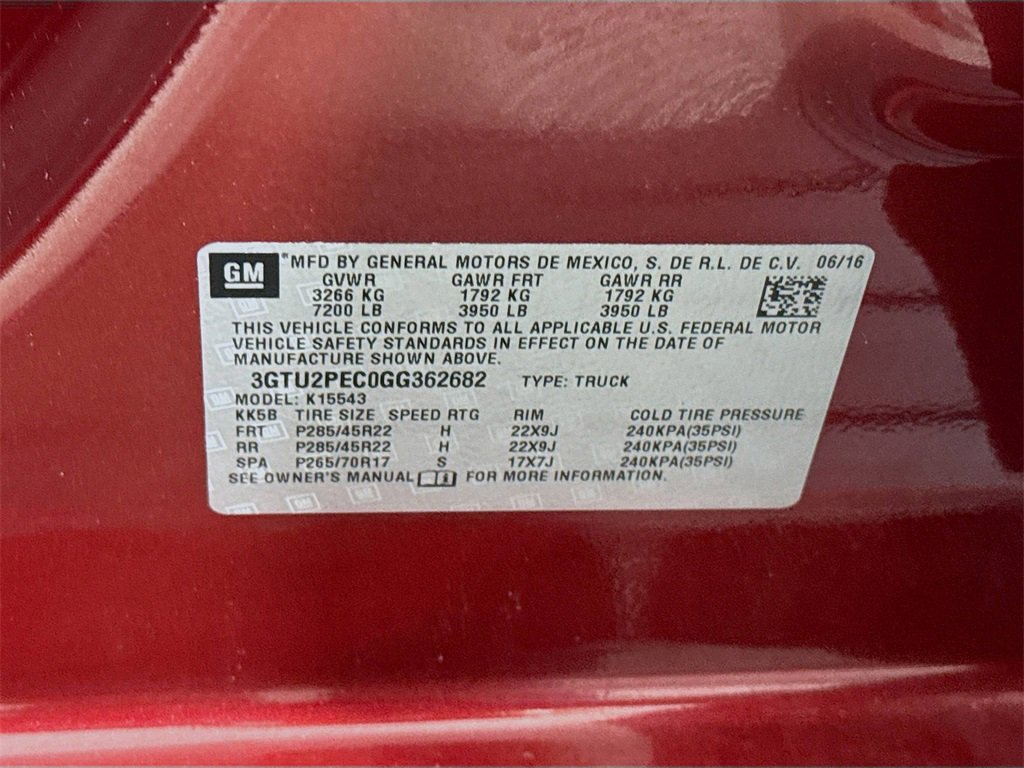 GM *MFD BY GENERAL MOTORS DE MEXICO, S. DE R.L. DE C.V. 06/16
GVWR GAWR FRT GAWR RR
3266 KG 1792 KG 1792 KG
7200 LB 3950 LB 3950 LB
THIS VEHICLE CONFORMS TO ALL APPLICABLE U.S. FEDERAL MOTOR
VEHICLE SAFETY STANDARDS IN EFFECT ON THE DATE OF
MANUFACTURE SHOWN ABOVE.
3GTU2PEC0GG362682 TYPE: TRUCK
MODEL: K15543
KK5B TIRE SIZE SPEED RTG RIM COLD TIRE PRESSURE
FRT P285/45R22 H 22X9J 240KPA(35PSI)
RR P285/45R22 H 22X9J 240KPA(35PSI)
SPA P265/70R17 S 17X7J 240KPA(35PSI)
SEE OWNER'S MANUAL FOR MORE INFORMATION.